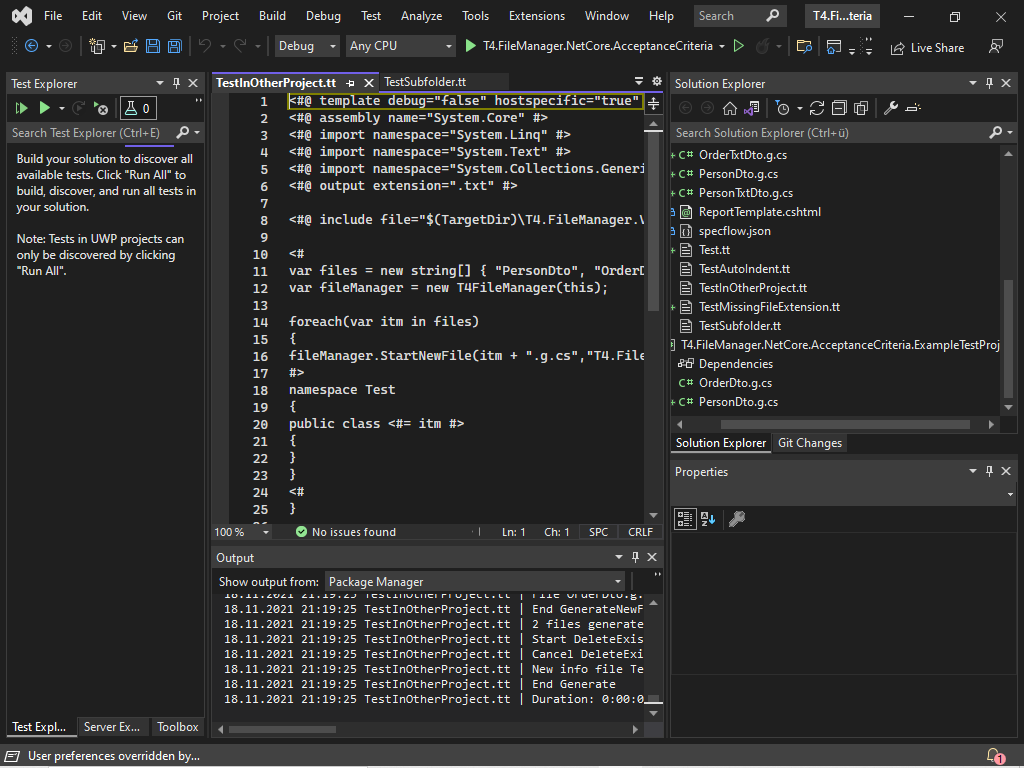 File Edit View Git Project Build Debug Test Analyze Tools Extensions Window Help Search T4.Fi...teria
Debug Any CPU T4.FileManager.NetCore.AcceptanceCriteria Live Share
Test Explorer
0
Search Test Explorer (Ctrl+E)
Build your solution to discover all
available tests. Click "Run All" to
build, discover, and run all tests in
your solution.
Note: Tests in UWP projects can
only be discovered by clicking
"Run All".
Test Expl... Server Ex... Toolbox
TestInOtherProject.tt TestSubfolder.tt
1 <#@ template debug="false" hostspecific="true"
2 <#@ assembly name="System.Core" #>
3 <#@ import namespace="System.Linq" #>
4 <#@ import namespace="System.Text" #>
5 <#@ import namespace="System.Collections.Generi
6 <#@ output extension=".txt" #>
7
8 <#@ include file="$(TargetDir)\T4.FileManager.V
9
10 <#
11 var files = new string[] { "PersonDto", "OrderD
12 var fileManager = new T4FileManager(this);
13
14 foreach(var itm in files)
15 {
16 fileManager.StartNewFile(itm + ".g.cs","T4.File
17 #>
18 namespace Test
19 {
20 public class <#= itm #>
21 {
22 }
23 }
24 <#
25 }
100 % No issues found Ln: 1 Ch: 1 SPC CRLF
Output
Show output from: Package Manager
18.11.2021 21:19:25 TestInOtherProject.tt | File OrderDto.g.
18.11.2021 21:19:25 TestInOtherProject.tt | End GenerateNewF
18.11.2021 21:19:25 TestInOtherProject.tt | 2 files generate
18.11.2021 21:19:25 TestInOtherProject.tt | Start DeleteExis
18.11.2021 21:19:25 TestInOtherProject.tt | Cancel DeleteExi
18.11.2021 21:19:25 TestInOtherProject.tt | New info file Te
18.11.2021 21:19:25 TestInOtherProject.tt | End Generate
18.11.2021 21:19:25 TestInOtherProject.tt | Duration: 0:00:0
Solution Explorer
Search Solution Explorer (Ctrl+ü)
+ C# OrderTxtDto.g.cs
+ C# PersonDto.g.cs
+ C# PersonTxtDto.g.cs
ReportTemplate.cshtml
specflow.json
+ Test.tt
TestAutoIndent.tt
TestInOtherProject.tt
+ TestMissingFileExtension.tt
TestSubfolder.tt
T4.FileManager.NetCore.AcceptanceCriteria.ExampleTestProj
Dependencies
C# OrderDto.g.cs
+ C# PersonDto.g.cs
Solution Explorer Git Changes
Properties
User preferences overridden by...
1